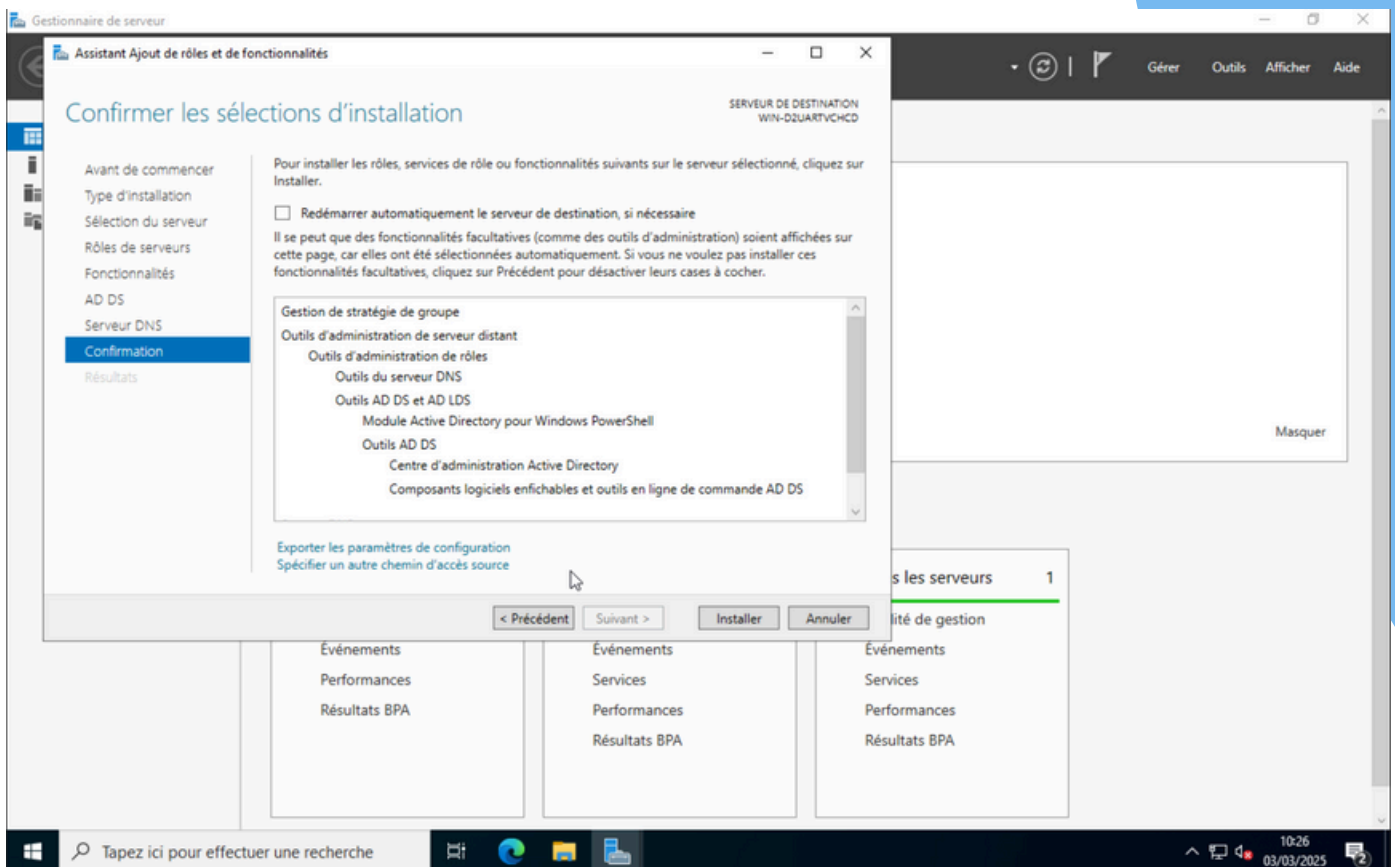 Gestionnaire de serveur
Assistant Ajout de rôles et de fonctionnalités
Gérer Outils Afficher Aide
Confirmer les sélections d'installation
SERVEUR DE DESTINATION
WIN-D2UARTVCHCD
Avant de commencer
Type d'installation
Sélection du serveur
Rôles de serveurs
Fonctionnalités
AD DS
Serveur DNS
Confirmation
Résultats
Pour installer les rôles, services de rôle ou fonctionnalités suivants sur le serveur sélectionné, cliquez sur
Installer.
Redémarrer automatiquement le serveur de destination, si nécessaire
Il se peut que des fonctionnalités facultatives (comme des outils d'administration) soient affichées sur
cette page, car elles ont été sélectionnées automatiquement. Si vous ne voulez pas installer ces
fonctionnalités facultatives, cliquez sur Précédent pour désactiver leurs cases à cocher.
Gestion de stratégie de groupe
Outils d'administration de serveur distant
Outils d'administration de rôles
Outils du serveur DNS
Outils AD DS et AD LDS
Module Active Directory pour Windows PowerShell
Outils AD DS
Centre d'administration Active Directory
Composants logiciels enfichables et outils en ligne de commande AD DS
Exporter les paramètres de configuration
Spécifier un autre chemin d'accès source
< Précédent Suivant > Installer Annuler
Masquer
Événements
Performances
Résultats BPA
Événements
Services
Performances
Résultats BPA
s les serveurs 1
lité de gestion
Événements
Services
Performances
Résultats BPA
Tapez ici pour effectuer une recherche
10:26
03/03/2025
2